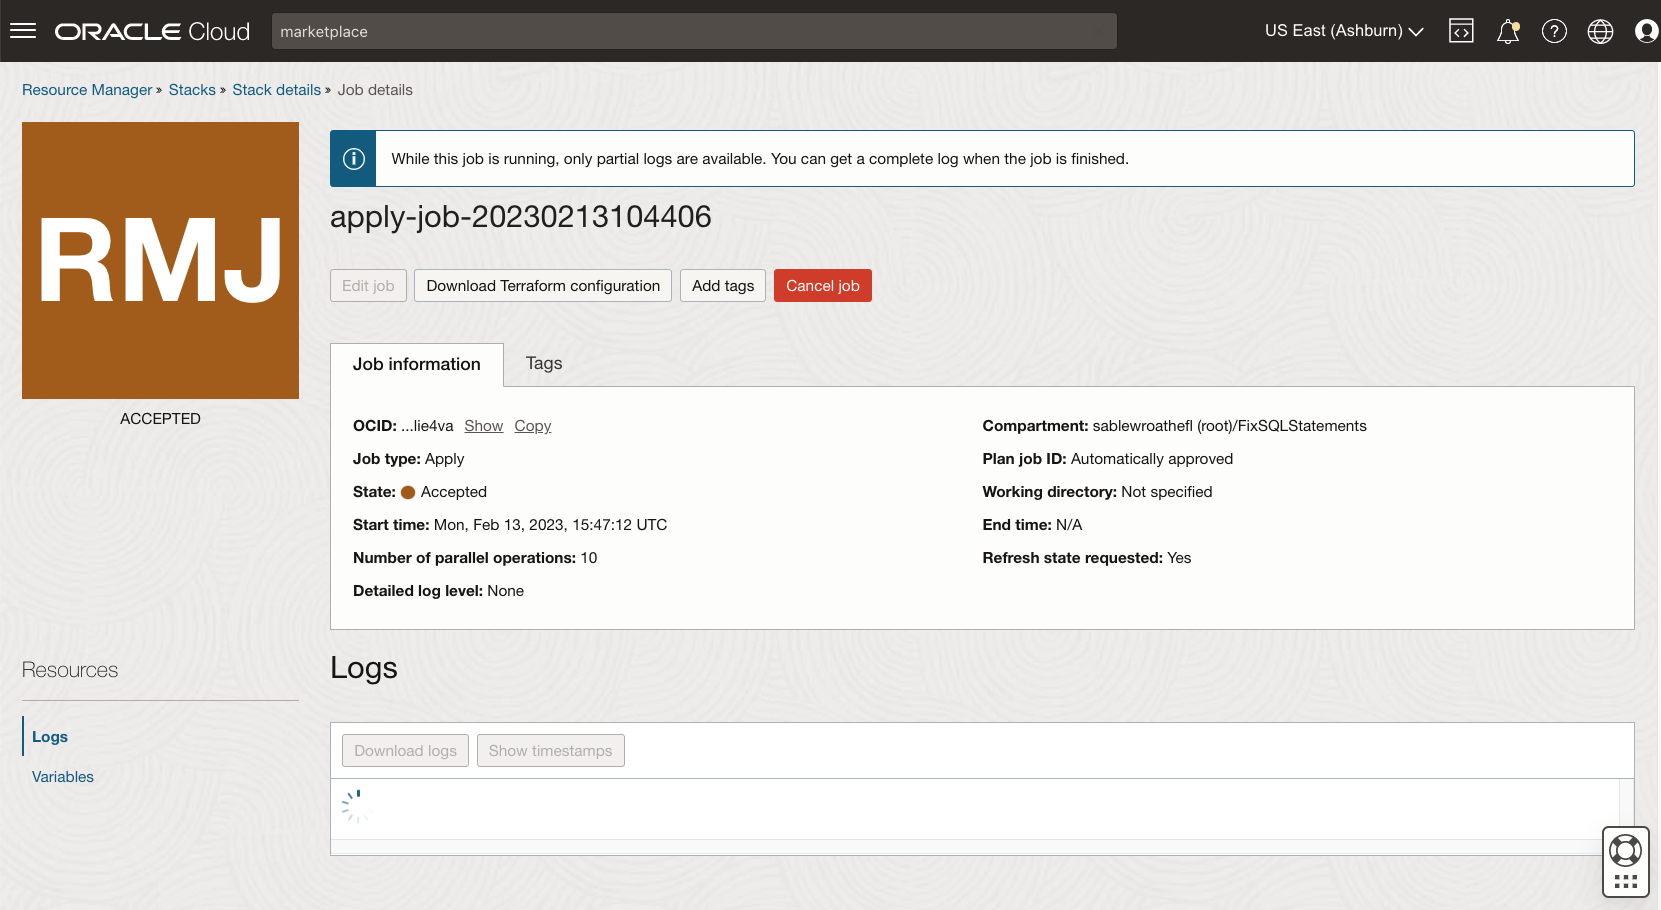 ORACLE Cloud
marketplace
US East (Ashburn)
Resource Manager » Stacks » Stack details » Job details
RMJ
ACCEPTED
While this job is running, only partial logs are available. You can get a complete log when the job is finished.
apply-job-20230213104406
Edit job
Download Terraform configuration
Add tags
Cancel job
Job information
Tags
OCID: ...lie4va Show Copy
Job type: Apply
State: Accepted
Start time: Mon, Feb 13, 2023, 15:47:12 UTC
Number of parallel operations: 10
Detailed log level: None
Compartment: sablewroathefl (root)/FixSQLStatements
Plan job ID: Automatically approved
Working directory: Not specified
End time: N/A
Refresh state requested: Yes
Resources
Logs
Variables
Logs
Download logs
Show timestamps